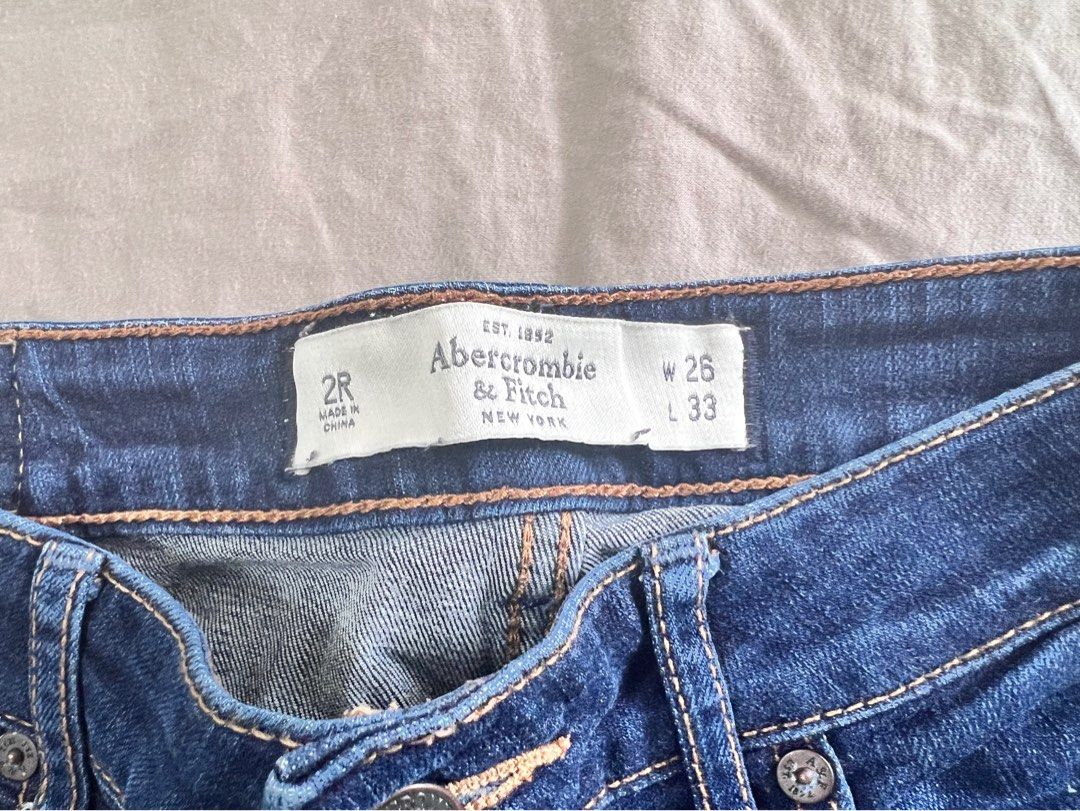 EST. 1892
Abercrombie
& Fitch
NEW YORK
2R
MADE IN
CHINA
W 26
L 33